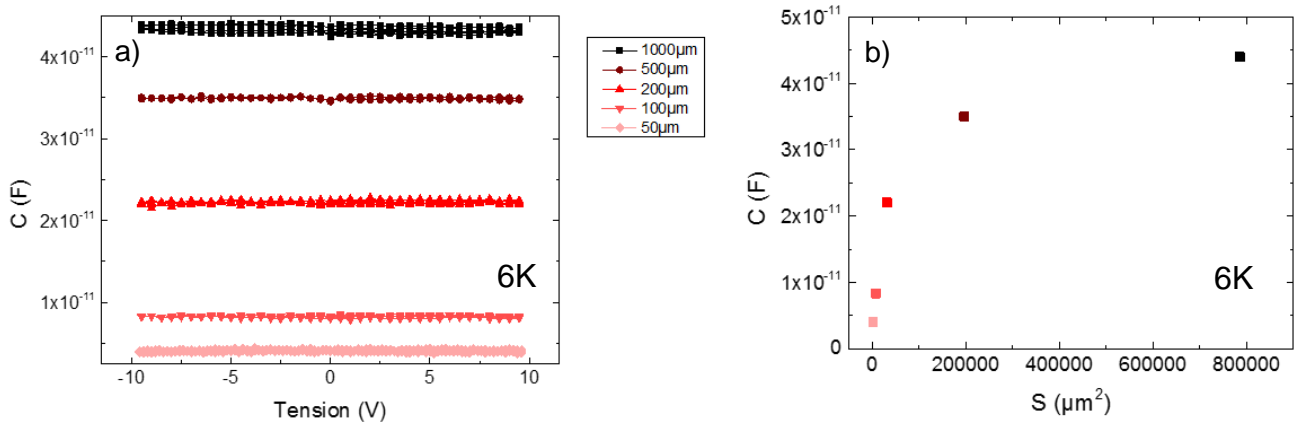 a)
C (F)
4x10⁻¹¹
3x10⁻¹¹
2x10⁻¹¹
1x10⁻¹¹
6K
-10 -5 0 5 10
Tension (V)
1000µm
500µm
200µm
100µm
50µm
b)
C (F)
5x10⁻¹¹
4x10⁻¹¹
3x10⁻¹¹
2x10⁻¹¹
1x10⁻¹¹
0
6K
0 200000 400000 600000 800000
S (µm²)